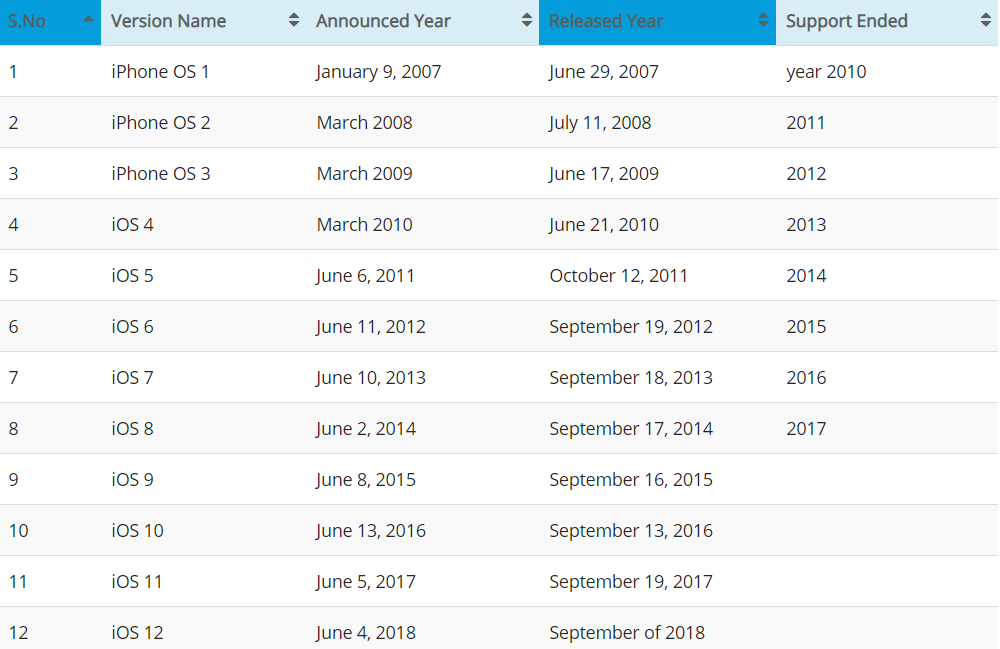 S.No Version Name Announced Year Released Year Support Ended
1 iPhone OS 1 January 9, 2007 June 29, 2007 year 2010
2 iPhone OS 2 March 2008 July 11, 2008 2011
3 iPhone OS 3 March 2009 June 17, 2009 2012
4 iOS 4 March 2010 June 21, 2010 2013
5 iOS 5 June 6, 2011 October 12, 2011 2014
6 iOS 6 June 11, 2012 September 19, 2012 2015
7 iOS 7 June 10, 2013 September 18, 2013 2016
8 iOS 8 June 2, 2014 September 17, 2014 2017
9 iOS 9 June 8, 2015 September 16, 2015
10 iOS 10 June 13, 2016 September 13, 2016
11 iOS 11 June 5, 2017 September 19, 2017
12 iOS 12 June 4, 2018 September of 2018